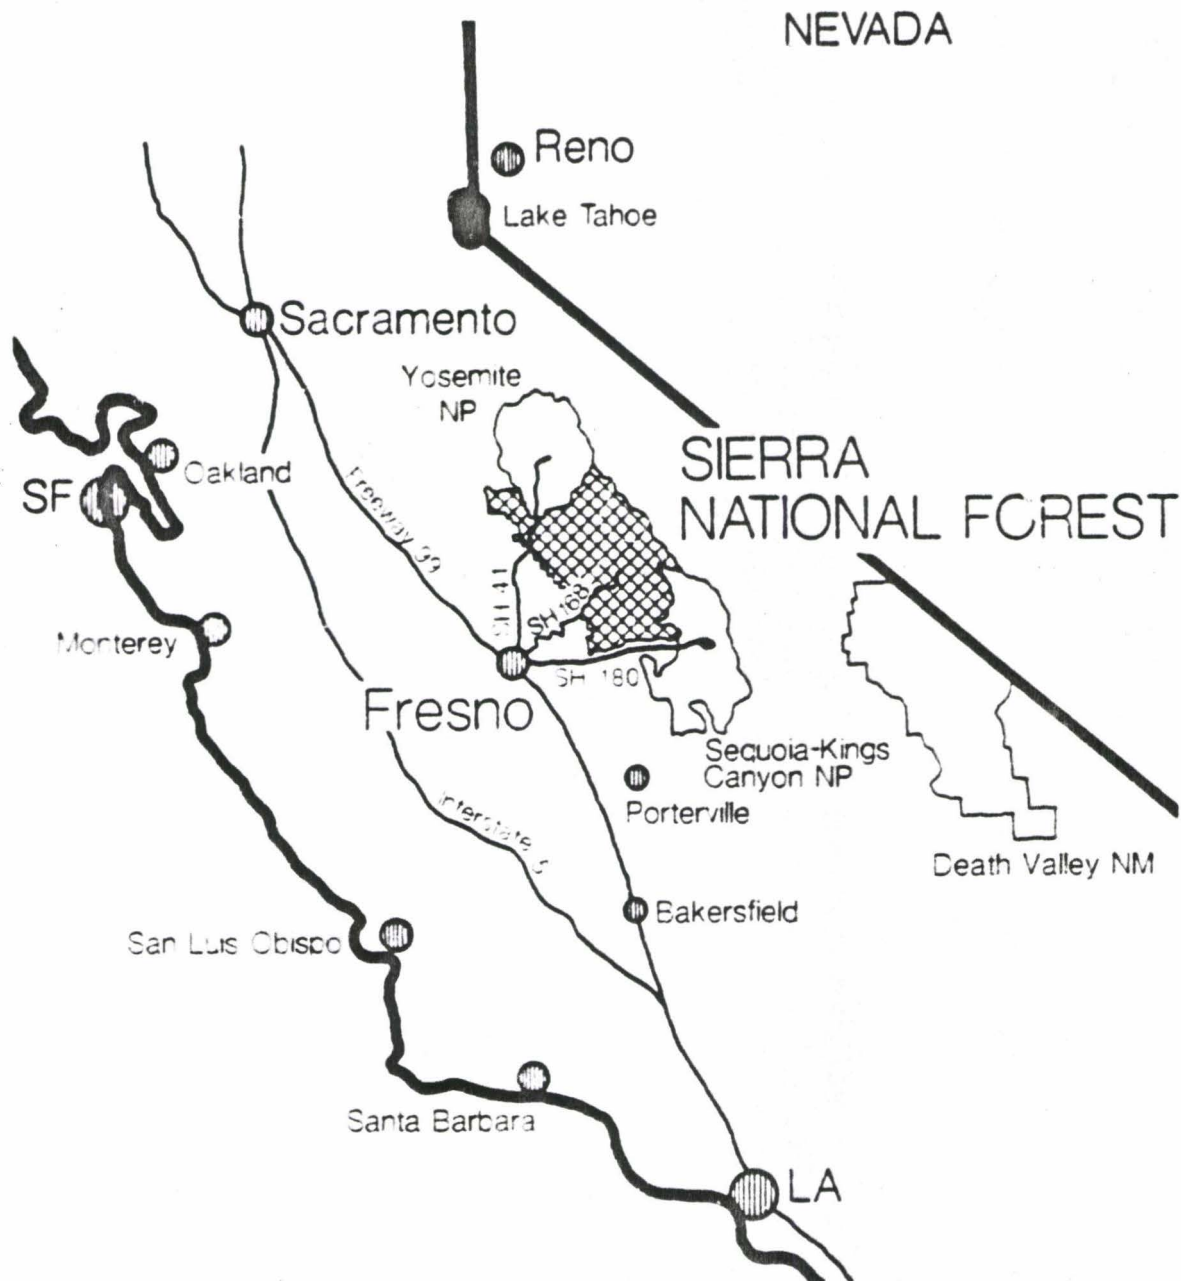 NEVADA
Reno
Lake Tahoe
Sacramento
Yosemite
NP
SIERRA
NATIONAL FOREST
Oakland
SF
Freeway 99
SH 41
SH 168
Monterey
SH 180
Fresno
Sequoia-Kings
Canyon NP
Porterville
Interstate 5
Death Valley NM
Bakersfield
San Luis Obispo
Santa Barbara
LA